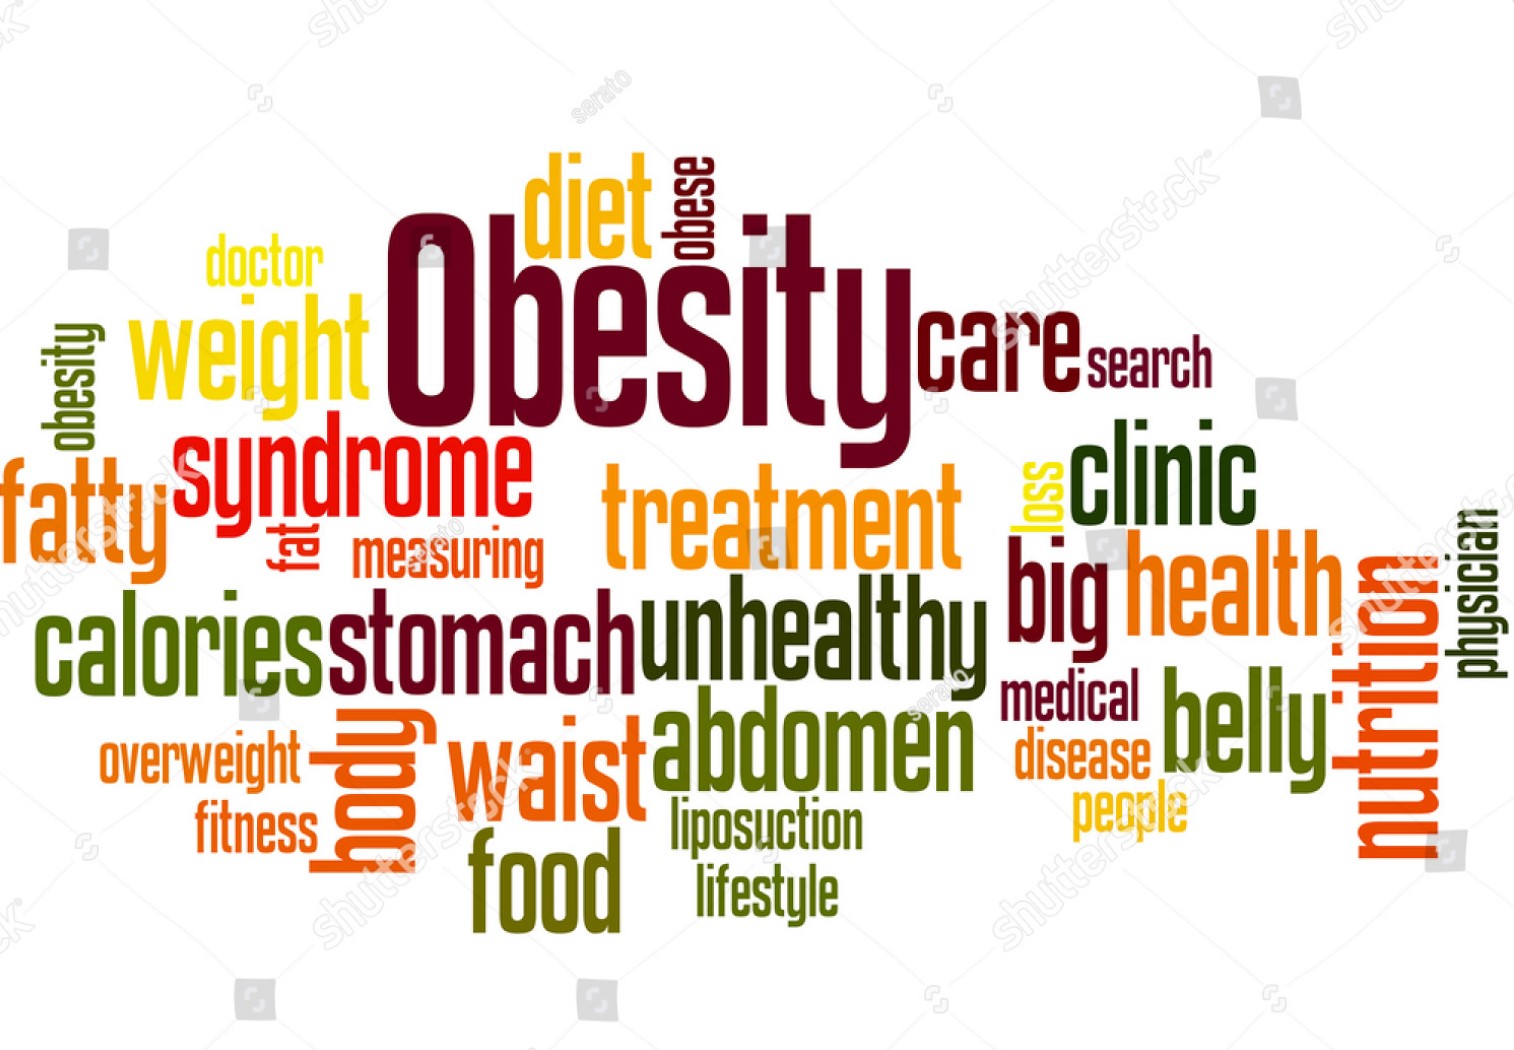 diet
obese
doctor
Obesity
weight
care
search
obesity
syndrome
clinic
fatty
treatment
loss
fat
measuring
big
health
physician
calories
stomach
unhealthy
nutrition
medical
belly
abdomen
body
waist
overweight
disease
people
fitness
liposuction
food
lifestyle
shutterstock
serato